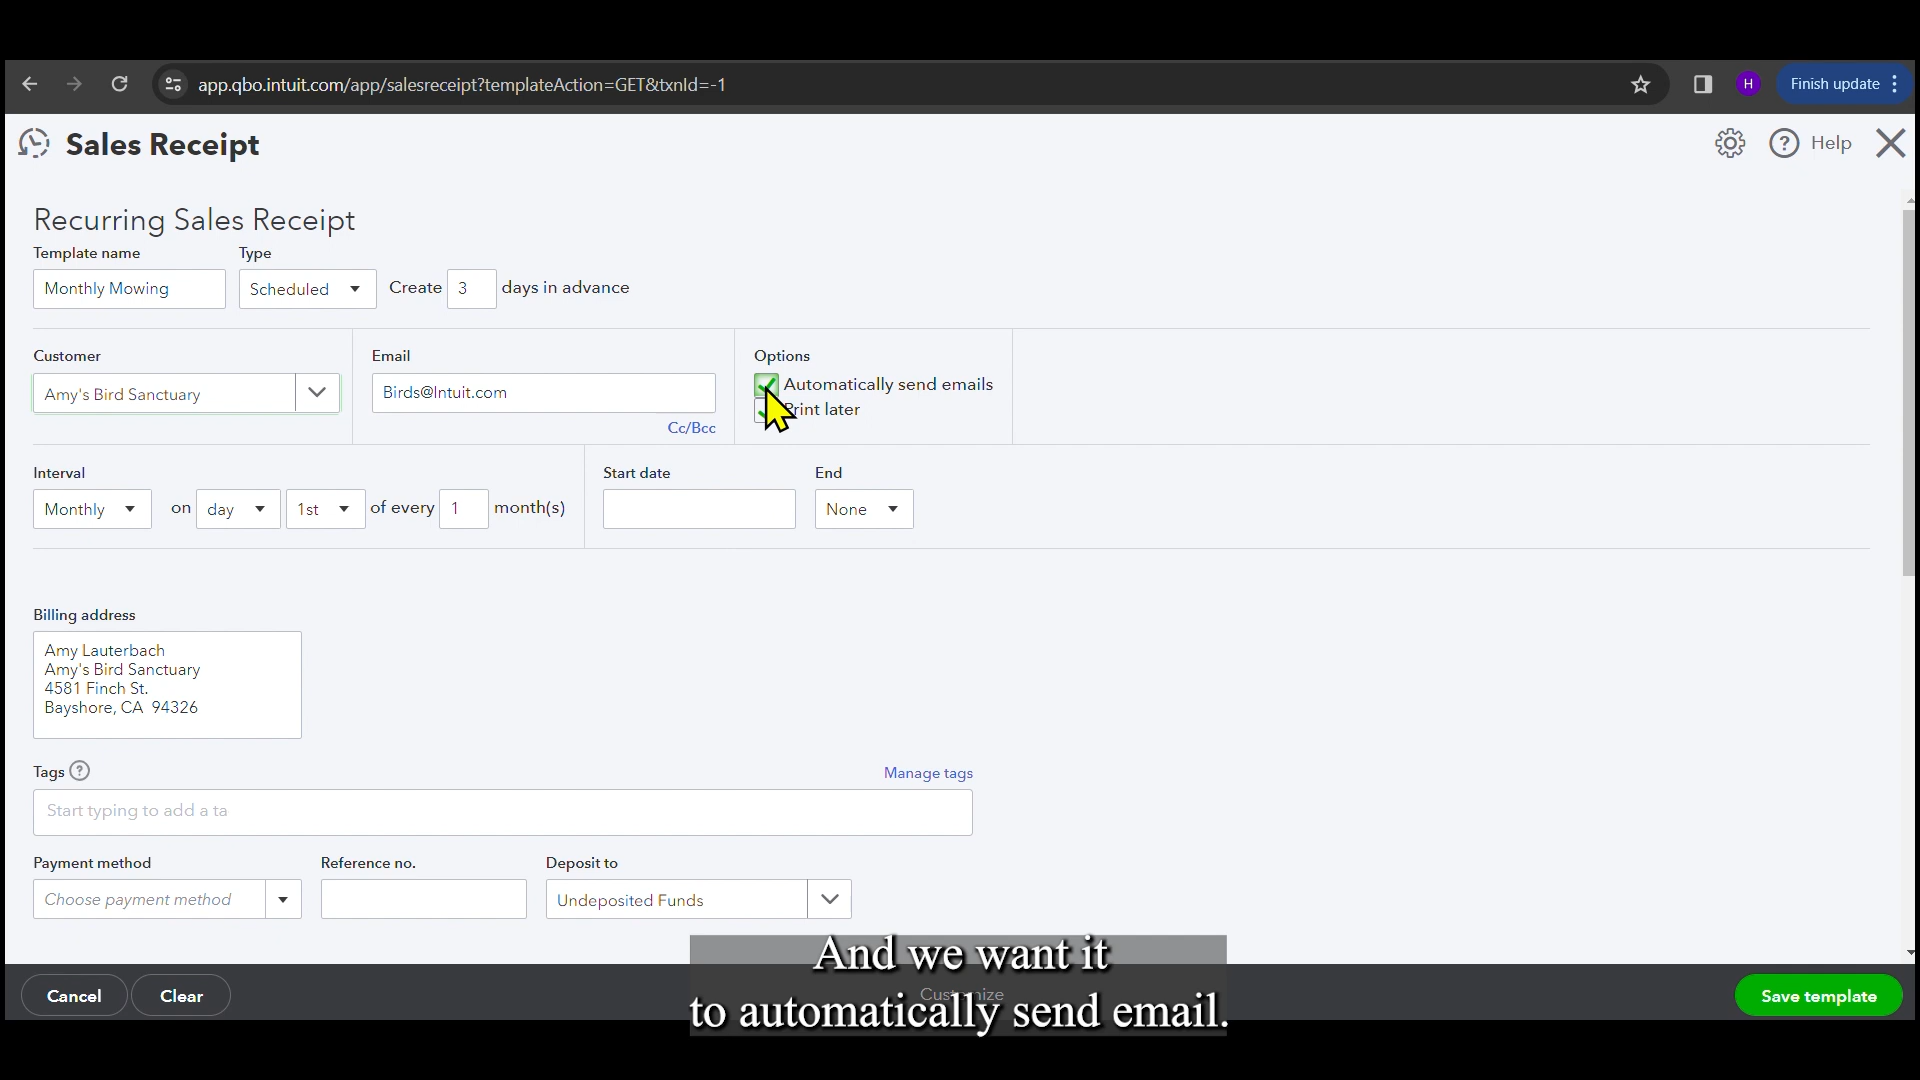 app.qbo.intuit.com/app/salesreceipt?templateAction=GET&txnId=-1
H
Finish update
Sales Receipt
Help
Recurring Sales Receipt
Template name
Type
Monthly Mowing
Scheduled
Create 3 days in advance
Customer
Email
Options
Amy's Bird Sanctuary
Birds@Intuit.com
Automatically send emails
Print later
Cc/Bcc
Interval
Start date
End
Monthly on day 1st of every 1 month(s)
None
Billing address
Amy Lauterbach
Amy's Bird Sanctuary
4581 Finch St.
Bayshore, CA 94326
Tags ?
Manage tags
Start typing to add a ta
Payment method
Reference no.
Deposit to
Choose payment method
Undeposited Funds
And we want it
to automatically send email.
Cancel
Clear
Customize
Save template